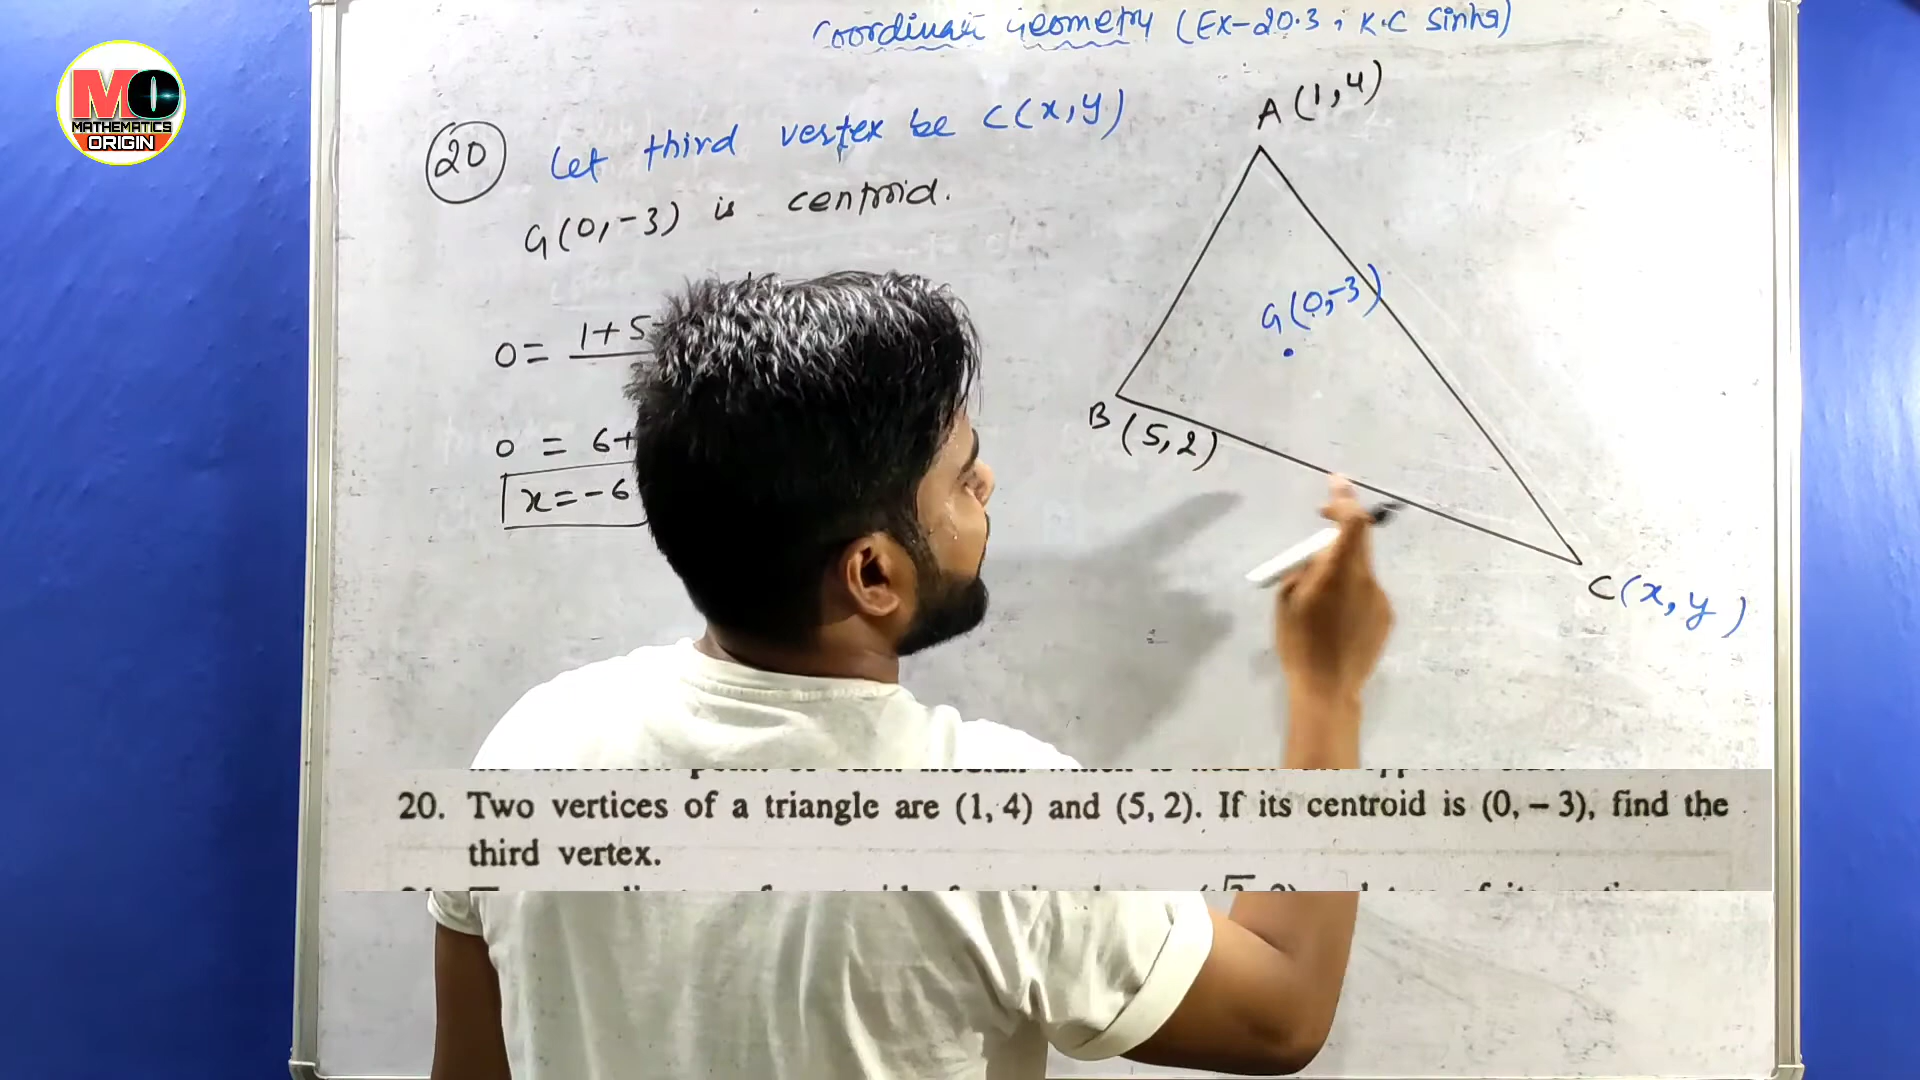 MO
MATHEMATICS
ORIGIN
Coordinate Geometry (Ex-20.3, K.C Sinha)
20
Let third vertex be C(x,y)
G(0,-3) is centroid.
0 = 1+5
0 = 6+
x=-6
A(1,4)
G(0,-3)
B(5,2)
C(x,y)
20. Two vertices of a triangle are (1, 4) and (5, 2). If its centroid is (0, – 3), find the
third vertex.